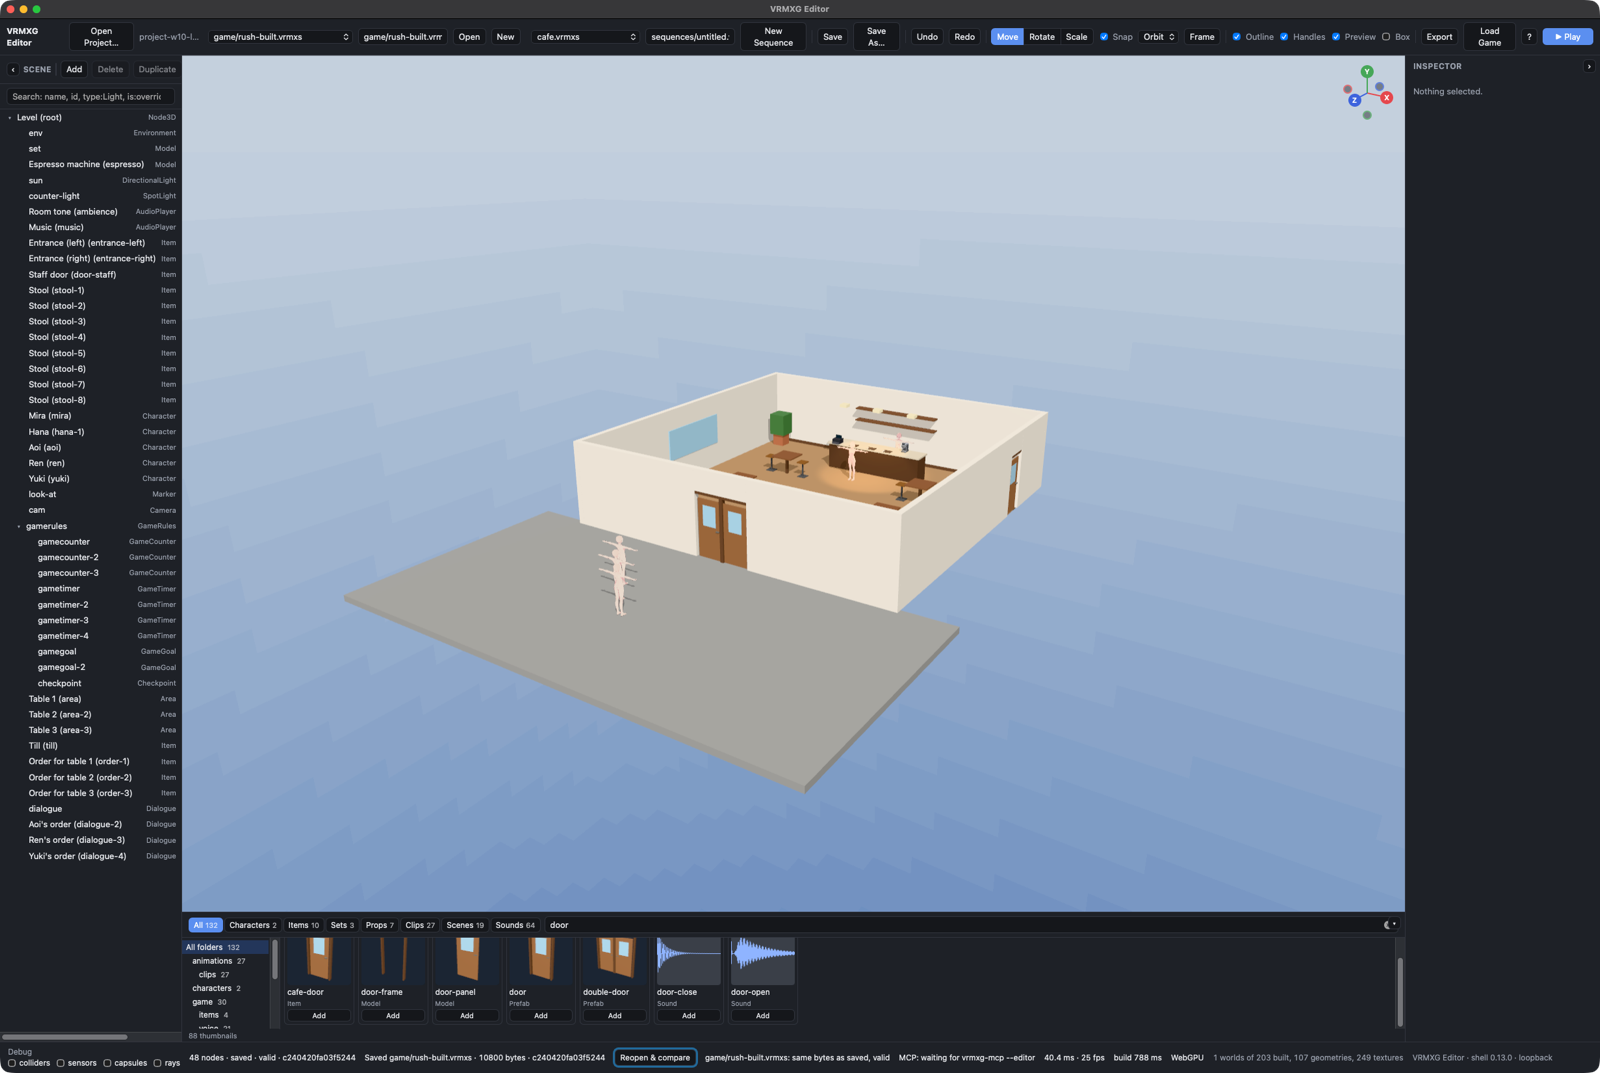 VRMXG Editor
VRMXG Editor
Open Project...
project-w10-l...
game/rush-built.vrmxs
game/rush-built.vrm
Open
New
cafe.vrmxs
sequences/untitled.
New Sequence
Save
Save As...
Undo
Redo
Move
Rotate
Scale
Snap
Orbit
Frame
Outline
Handles
Preview
Box
Export
Load Game
?
Play
SCENE
Add
Delete
Duplicate
Search: name, id, type:Light, is:overri
Level (root) Node3D
env Environment
set Model
Espresso machine (espresso) Model
sun DirectionalLight
counter-light SpotLight
Room tone (ambience) AudioPlayer
Music (music) AudioPlayer
Entrance (left) (entrance-left) Item
Entrance (right) (entrance-right) Item
Staff door (door-staff) Item
Stool (stool-1) Item
Stool (stool-2) Item
Stool (stool-3) Item
Stool (stool-4) Item
Stool (stool-5) Item
Stool (stool-6) Item
Stool (stool-7) Item
Stool (stool-8) Item
Mira (mira) Character
Hana (hana-1) Character
Aoi (aoi) Character
Ren (ren) Character
Yuki (yuki) Character
look-at Marker
cam Camera
gamerules GameRules
gamecounter GameCounter
gamecounter-2 GameCounter
gamecounter-3 GameCounter
gametimer GameTimer
gametimer-2 GameTimer
gametimer-3 GameTimer
gametimer-4 GameTimer
gamegoal GameGoal
gamegoal-2 GameGoal
checkpoint Checkpoint
Table 1 (area) Area
Table 2 (area-2) Area
Table 3 (area-3) Area
Till (till) Item
Order for table 1 (order-1) Item
Order for table 2 (order-2) Item
Order for table 3 (order-3) Item
dialogue Dialogue
Aoi's order (dialogue-2) Dialogue
Ren's order (dialogue-3) Dialogue
Yuki's order (dialogue-4) Dialogue
Y
X
Z
INSPECTOR
Nothing selected.
All 132
Characters 2
Items 10
Sets 3
Props 7
Clips 27
Scenes 19
Sounds 64
door
All folders 132
animations 27
clips 27
characters 2
game 30
items 4
voice 21
cafe-door
Item
Add
door-frame
Model
Add
door-panel
Model
Add
door
Prefab
Add
double-door
Prefab
Add
door-close
Sound
Add
door-open
Sound
Add
88 thumbnails
Debug
colliders
sensors
capsules
rays
48 nodes · saved · valid · c240420fa03f5244
Saved game/rush-built.vrmxs · 10800 bytes · c240420fa03f5244
Reopen & compare
game/rush-built.vrmxs: same bytes as saved, valid
MCP: waiting for vrmxg-mcp --editor
40.4 ms · 25 fps
build 788 ms
WebGPU
1 worlds of 203 built, 107 geometries, 249 textures
VRMXG Editor · shell 0.13.0 · loopback